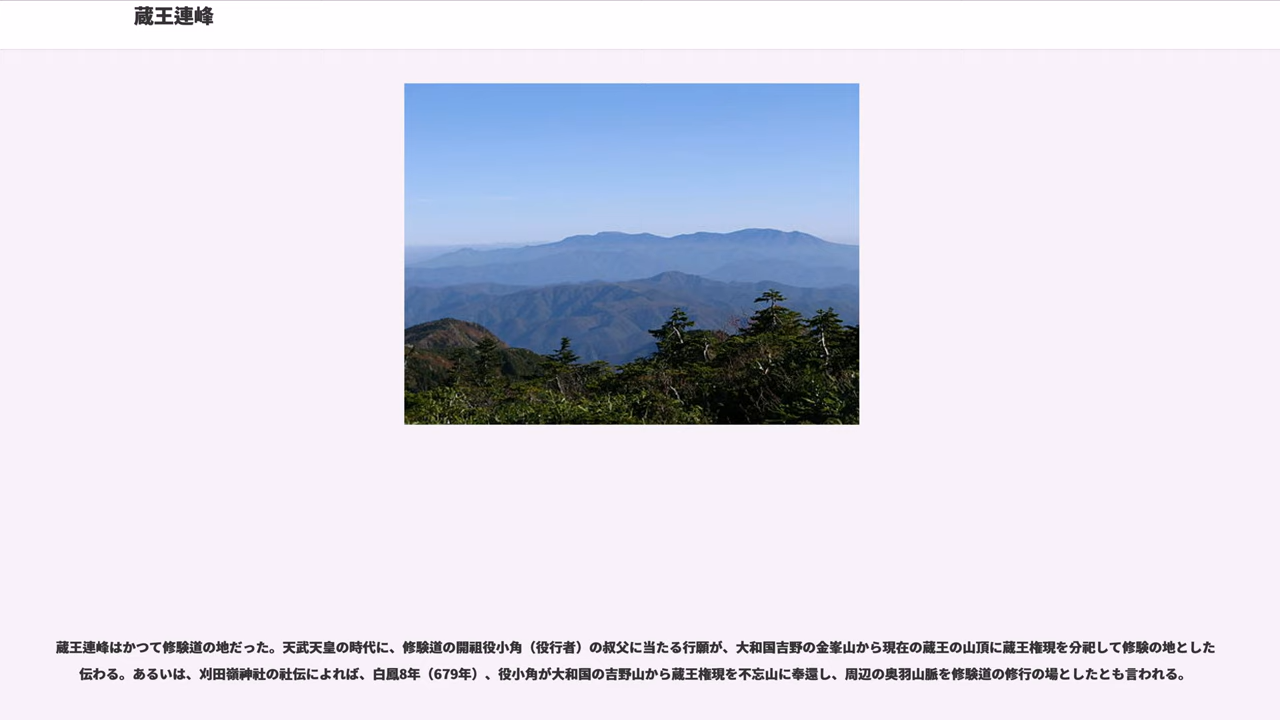 蔵王連峰
蔵王連峰はかつて修験道の地だった。天武天皇の時代に、修験道の開祖役小角（役行者）の叔父に当たる行願が、大和国吉野の金峯山から現在の蔵王の山頂に蔵王権現を分祀して修験の地とした
伝わる。あるいは、刈田嶺神社の社伝によれば、白鳳8年（679年）、役小角が大和国の吉野山から蔵王権現を不忘山に奉還し、周辺の奥羽山脈を修験道の修行の場としたとも言われる。